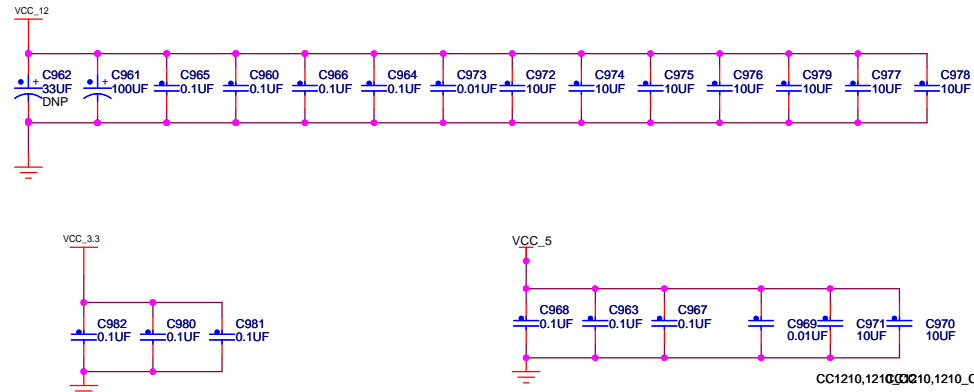 VCC_12
C962
33UF
DNP
C961
100UF
C965
0.1UF
C960
0.1UF
C966
0.1UF
C964
0.1UF
C973
0.01UF
C972
10UF
C974
10UF
C975
10UF
C976
10UF
C979
10UF
C977
10UF
C978
10UF
VCC_3.3
C982
0.1UF
C980
0.1UF
C981
0.1UF
VCC_5
C968
0.1UF
C963
0.1UF
C967
0.1UF
C969
0.01UF
C971
10UF
C970
10UF